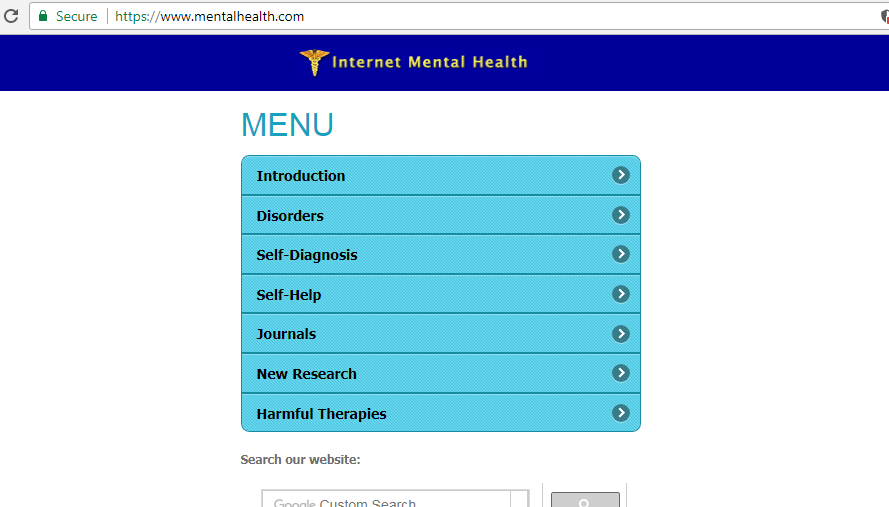 Secure https://www.mentalhealth.com
Internet Mental Health
MENU
Introduction
Disorders
Self-Diagnosis
Self-Help
Journals
New Research
Harmful Therapies
Search our website:
Google Custom Search